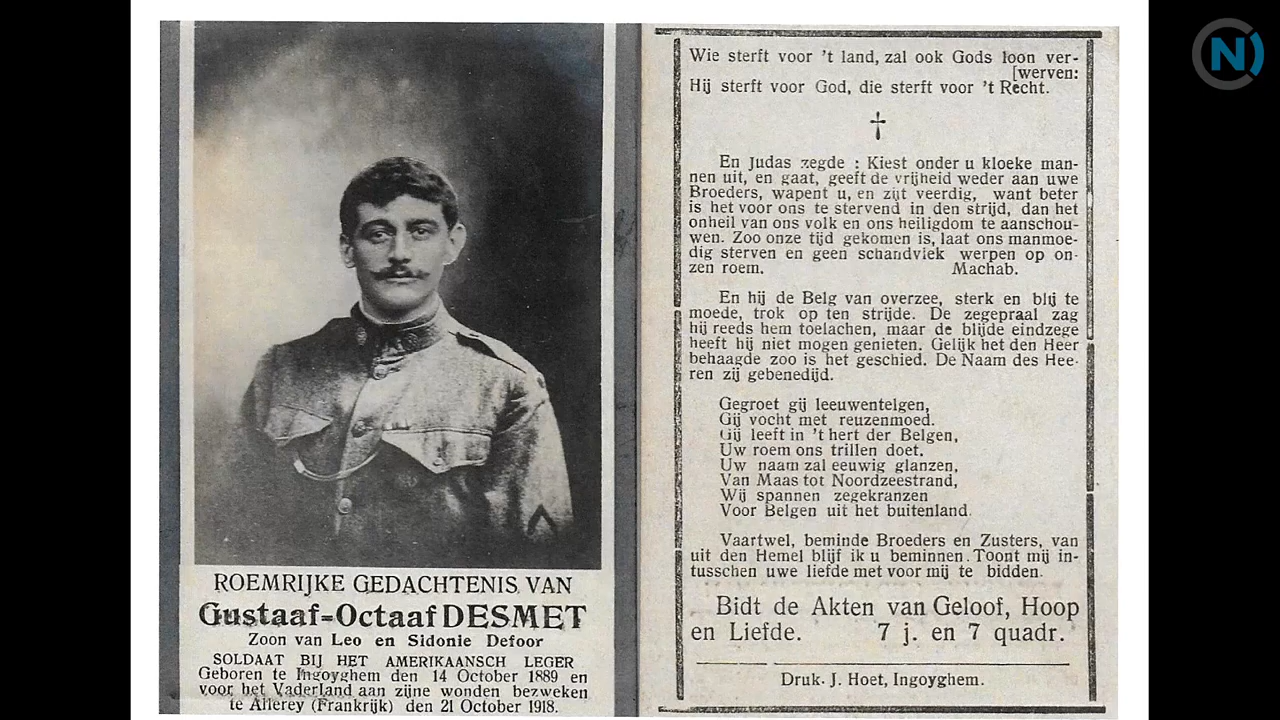 ROEMRIJKE GEDACHTENIS VAN
Gustaaf-Octaaf DESMET
Zoon van Leo en Sidonie Defoor
SOLDAAT BIJ HET AMERIKAANSCH LEGER
Geboren te Ingoyghem den 14 October 1889 en
voor het Vaderland aan zijne wonden bezweken
te Allerey (Frankrijk) den 21 October 1918.
Wie sterft voor 't land, zal ook Gods loon ver-
[werven:
Hij sterft voor God, die sterft voor 't Recht.
†
En Judas zegde : Kiest onder u kloeke man-
nen uit, en gaat, geeft de vrijheid weder aan uwe
Broeders, wapent u, en zijt veerdig, want beter
is het voor ons te stervend in den strijd, dan het
onheil van ons volk en ons heiligdom te aanschou-
wen. Zoo onze tijd gekomen is, laat ons manmoe-
dig sterven en geen schandvlek werpen op on-
zen roem. Machab.
En hij de Belg van overzee, sterk en blij te
moede, trok op ten strijde. De zegepraal zag
hij reeds hem toelachen, maar de blijde eindzege
heeft hij niet mogen genieten. Gelijk het den Heer
behaagde zoo is het geschied. De Naam des Hee-
ren zij gebenedijd.
Gegroet gij leeuwentelgen,
Gij vocht met reuzenmoed.
Gij leeft in 't hert der Belgen,
Uw roem ons trillen doet.
Uw naam zal eeuwig glanzen,
Van Maas tot Noordzeestrand,
Wij spannen zegekranzen
Voor Belgen uit het buitenland.
Vaartwel, beminde Broeders en Zusters, van
uit den Hemel blijf ik u beminnen. Toont mij in-
tusschen uwe liefde met voor mij te bidden.
Bidt de Akten van Geloof, Hoop
en Liefde. 7 j. en 7 quadr.
Druk. J. Hoet, Ingoyghem.
N